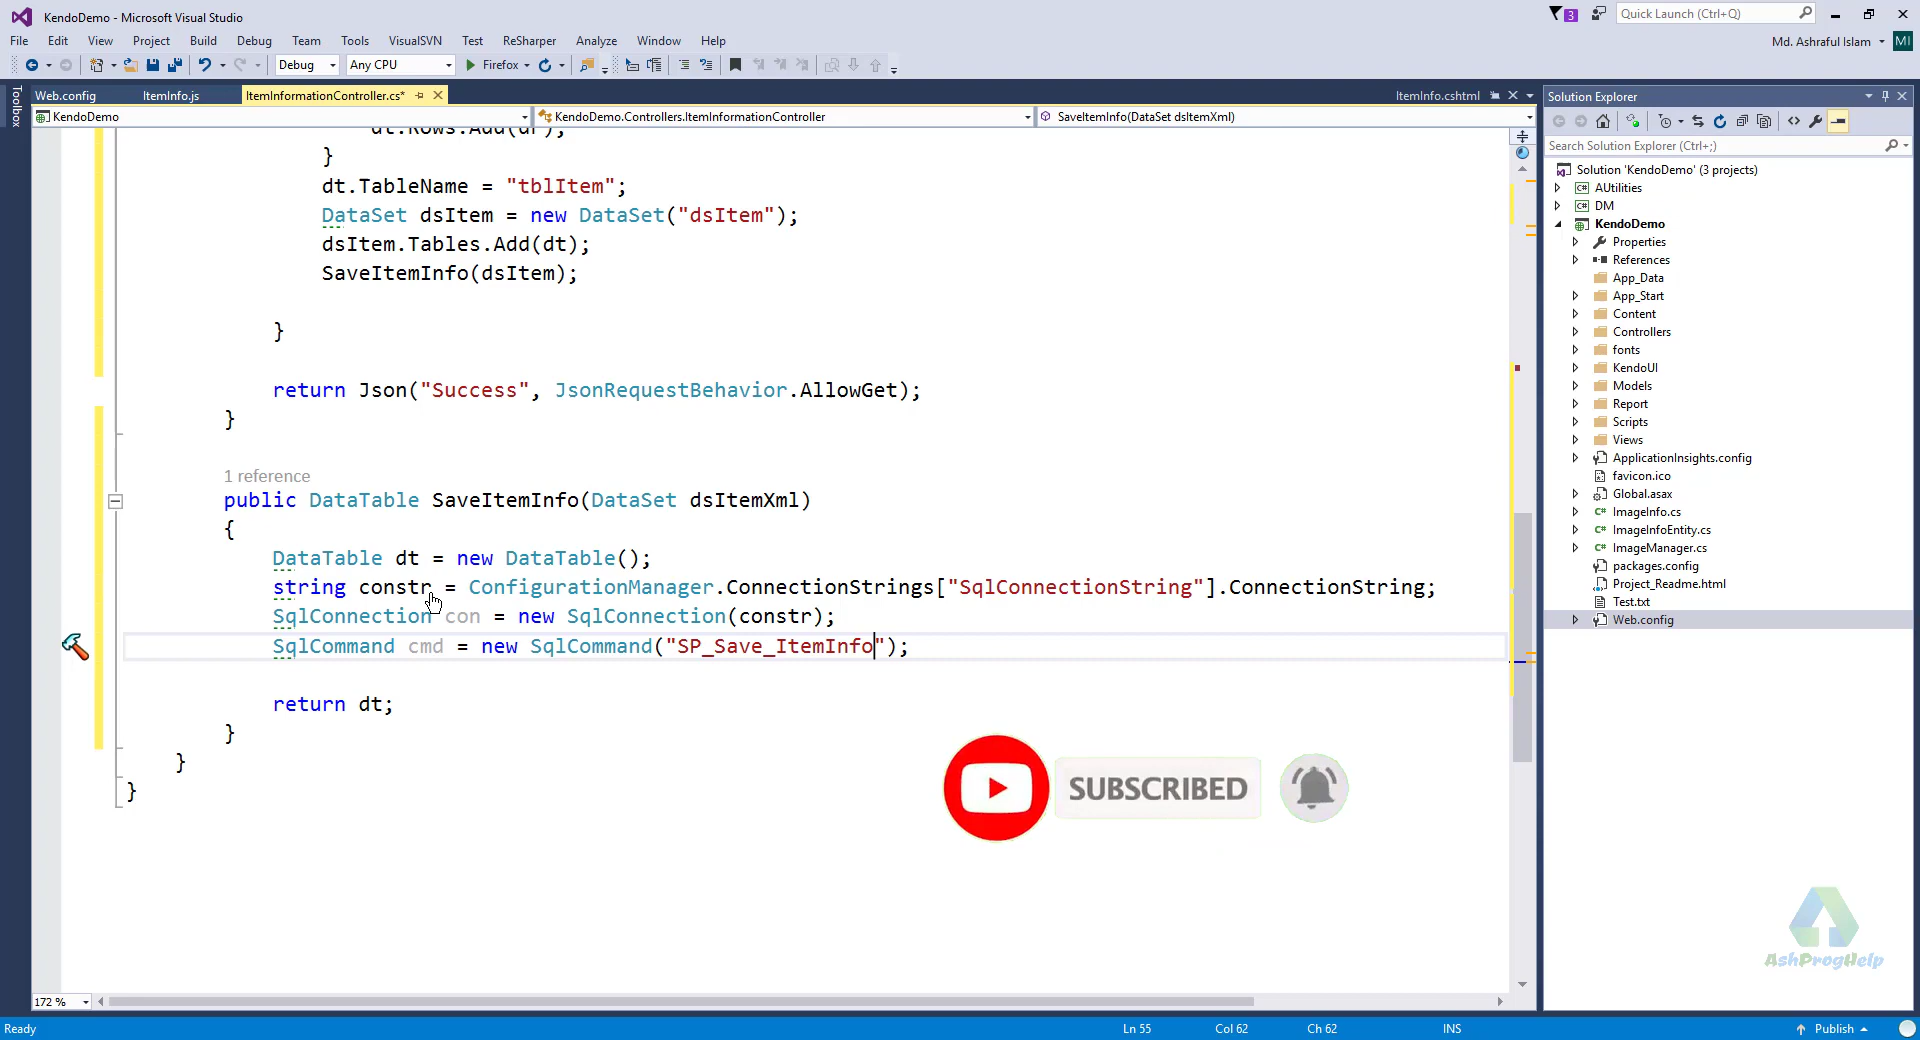 KendoDemo - Microsoft Visual Studio
3
Quick Launch (Ctrl+Q)
File Edit View Project Build Debug Team Tools VisualSVN Test ReSharper Analyze Window Help
Md. Ashraful Islam MI
Debug Any CPU Firefox
Toolbox
Web.config ItemInfo.js ItemInformationController.cs* ItemInfo.cshtml
KendoDemo KendoDemo.Controllers.ItemInformationController SaveItemInfo(DataSet dsItemXml)
dt.Rows.Add(dr);
}
dt.TableName = "tblItem";
DataSet dsItem = new DataSet("dsItem");
dsItem.Tables.Add(dt);
SaveItemInfo(dsItem);
}
return Json("Success", JsonRequestBehavior.AllowGet);
}
1 reference
public DataTable SaveItemInfo(DataSet dsItemXml)
{
DataTable dt = new DataTable();
string constr = ConfigurationManager.ConnectionStrings["SqlConnectionString"].ConnectionString;
SqlConnection con = new SqlConnection(constr);
SqlCommand cmd = new SqlCommand("SP_Save_ItemInfo");
return dt;
}
}
}
SUBSCRIBED
Solution Explorer
Search Solution Explorer (Ctrl+;)
Solution 'KendoDemo' (3 projects)
AUtilities
DM
KendoDemo
Properties
References
App_Data
App_Start
Content
Controllers
fonts
KendoUI
Models
Report
Scripts
Views
ApplicationInsights.config
favicon.ico
Global.asax
ImageInfo.cs
ImageInfoEntity.cs
ImageManager.cs
packages.config
Project_Readme.html
Test.txt
Web.config
AshProgHelp
172 %
Ready Ln 55 Col 62 Ch 62 INS Publish